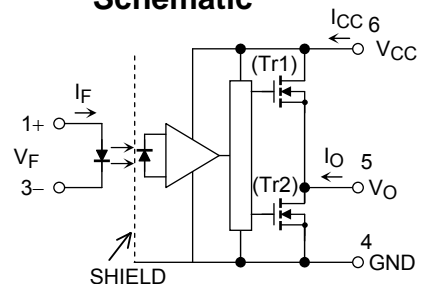 Schematic
ICC 6
VCC
(Tr1)
IF
1+
VF
3−
IO 5
VO
(Tr2)
4
GND
SHIELD